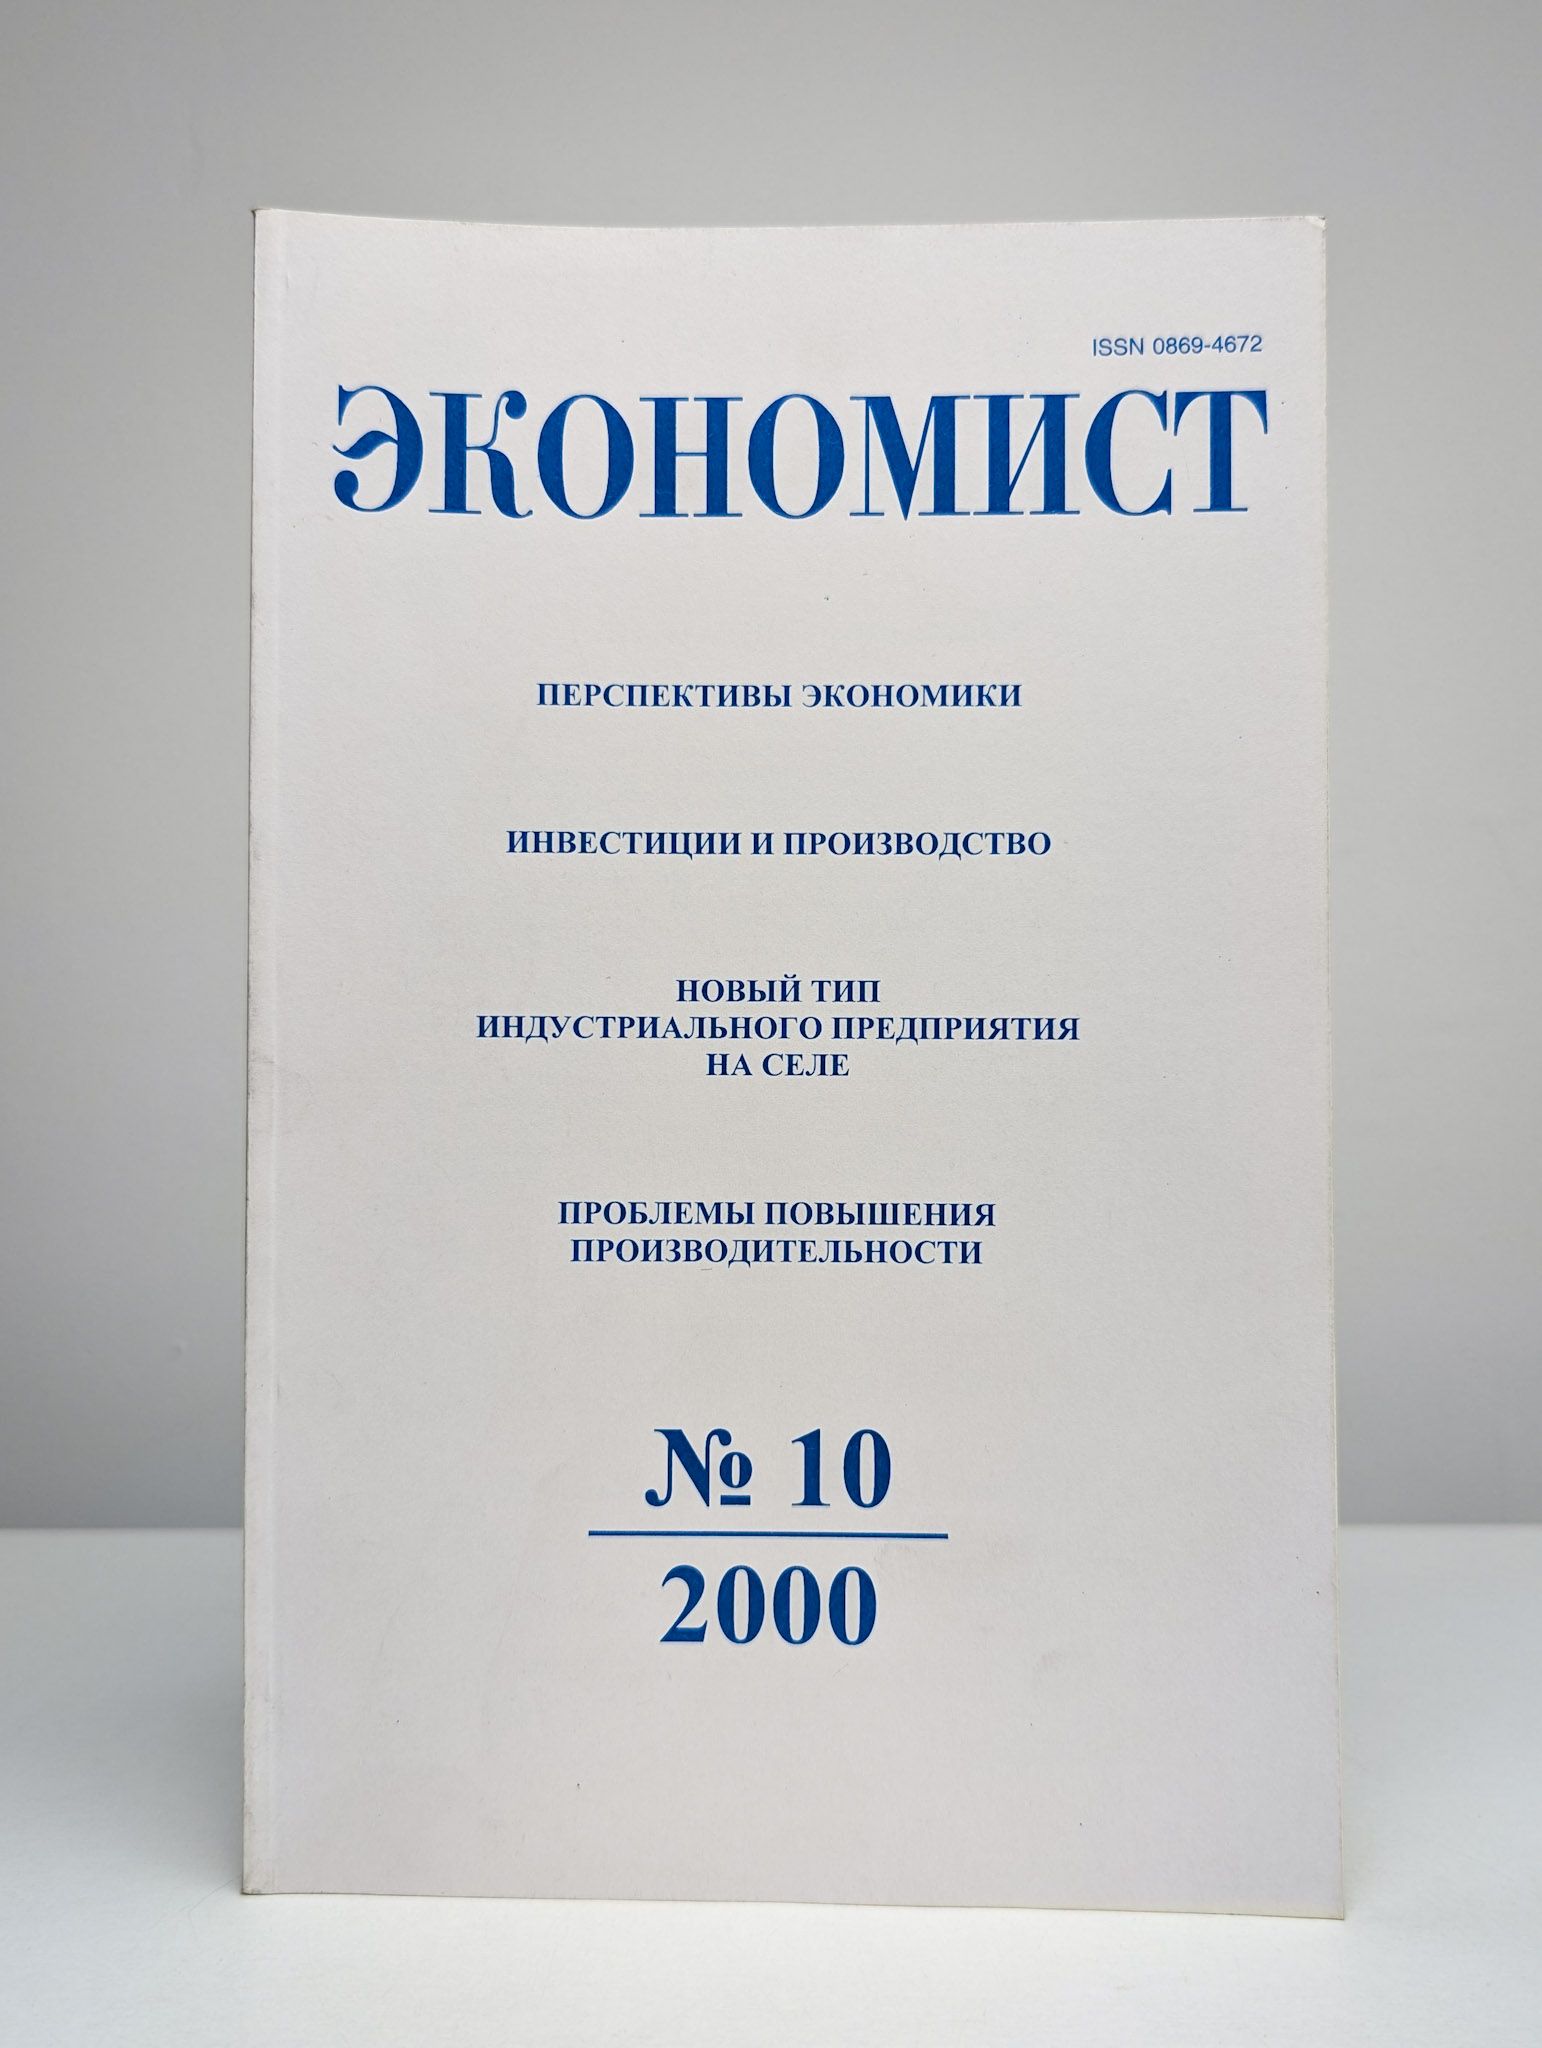 ISSN 0869-4672
ЭКОНОМИСТ
ПЕРСПЕКТИВЫ ЭКОНОМИКИ
ИНВЕСТИЦИИ И ПРОИЗВОДСТВО
НОВЫЙ ТИП
ИНДУСТРИАЛЬНОГО ПРЕДПРИЯТИЯ
НА СЕЛЕ
ПРОБЛЕМЫ ПОВЫШЕНИЯ
ПРОИЗВОДИТЕЛЬНОСТИ
№ 10
2000